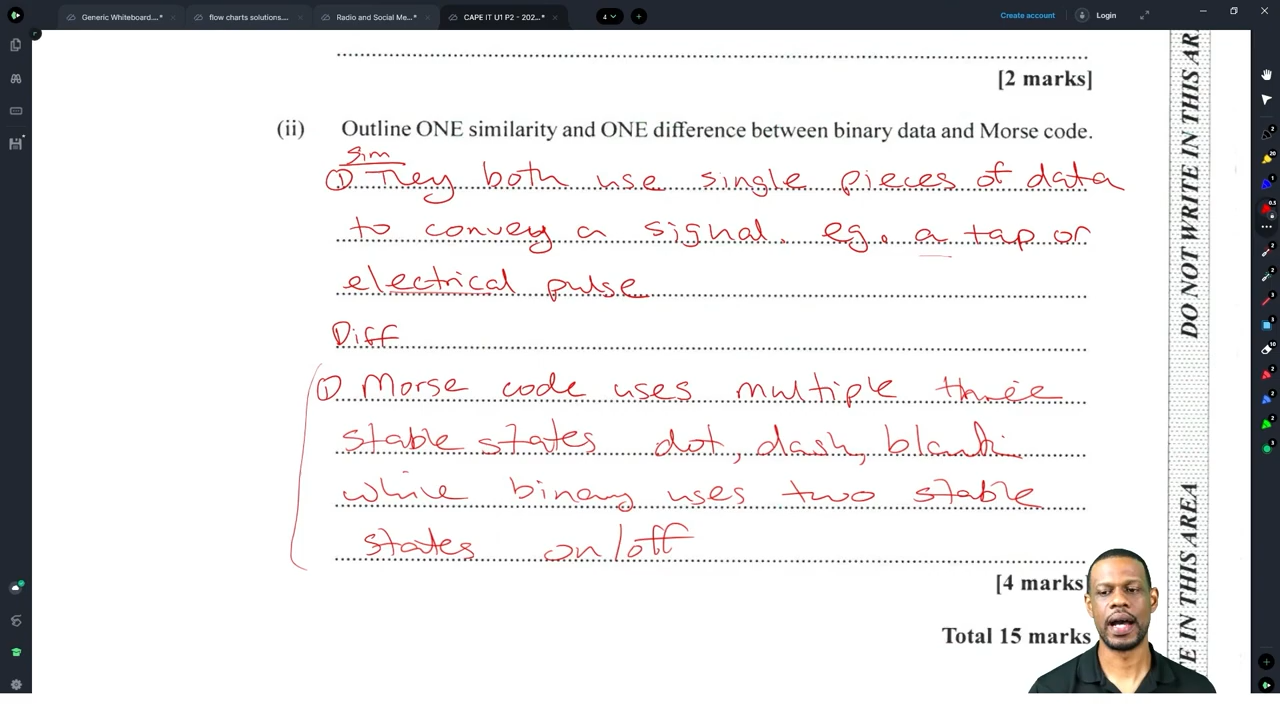 Generic Whiteboard....*
flow charts solutions....
Radio and Social Me...*
CAPE IT U1 P2 - 202...*
4
Create account
Login
[2 marks]
(ii) Outline ONE similarity and ONE difference between binary data and Morse code.
Sim
① They both use single pieces of data
to convey a signal. eg. a tap or
electrical pulse
Diff
① Morse code uses multiple three
stable states dot, dash, blank
while binary uses two stable
states on/off
[4 marks]
Total 15 marks
DO NOT WRITE IN THIS AR
TE IN THIS AREA